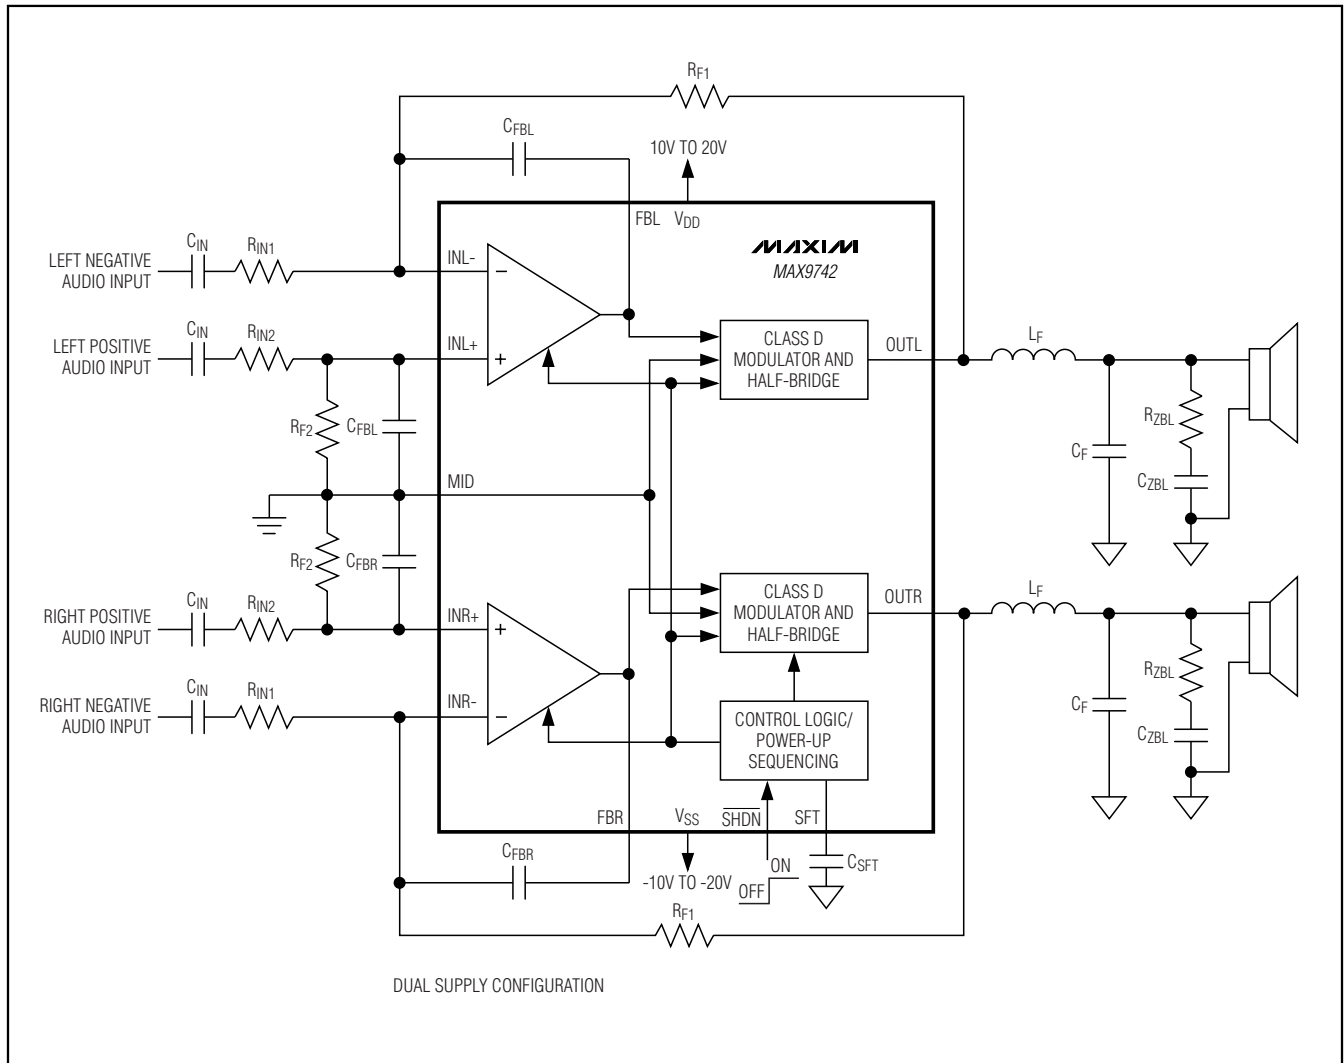 RF1
CFBL
10V TO 20V
FBL VDD
MAXIM
MAX9742
CIN RIN1
LEFT NEGATIVE
AUDIO INPUT
INL-
−
CIN RIN2
LEFT POSITIVE
AUDIO INPUT
INL+
+
CLASS D
MODULATOR AND
HALF-BRIDGE
OUTL
LF
RF2
CFBL
RZBL
CF
CZBL
MID
RF2
CFBR
CIN RIN2
RIGHT POSITIVE
AUDIO INPUT
INR+
+
CLASS D
MODULATOR AND
HALF-BRIDGE
OUTR
LF
RZBL
CF
CZBL
CIN RIN1
RIGHT NEGATIVE
AUDIO INPUT
INR-
−
CONTROL LOGIC/
POWER-UP
SEQUENCING
FBR VSS S̅H̅D̅N̅ SFT
CFBR
-10V TO -20V
ON
OFF
CSFT
RF1
DUAL SUPPLY CONFIGURATION